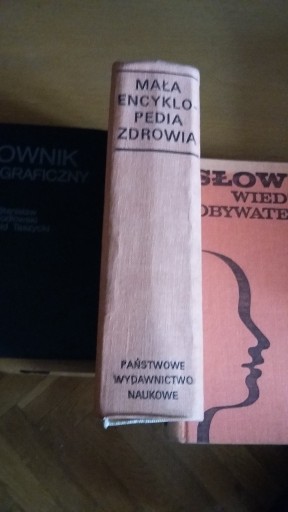 MAŁA
ENCYKLO-
PEDIA
ZDROWIA
PAŃSTWOWE
WYDAWNICTWO
NAUKOWE
OWNIK
GRAFICZNY
SŁOW
WIED
OBYWATE